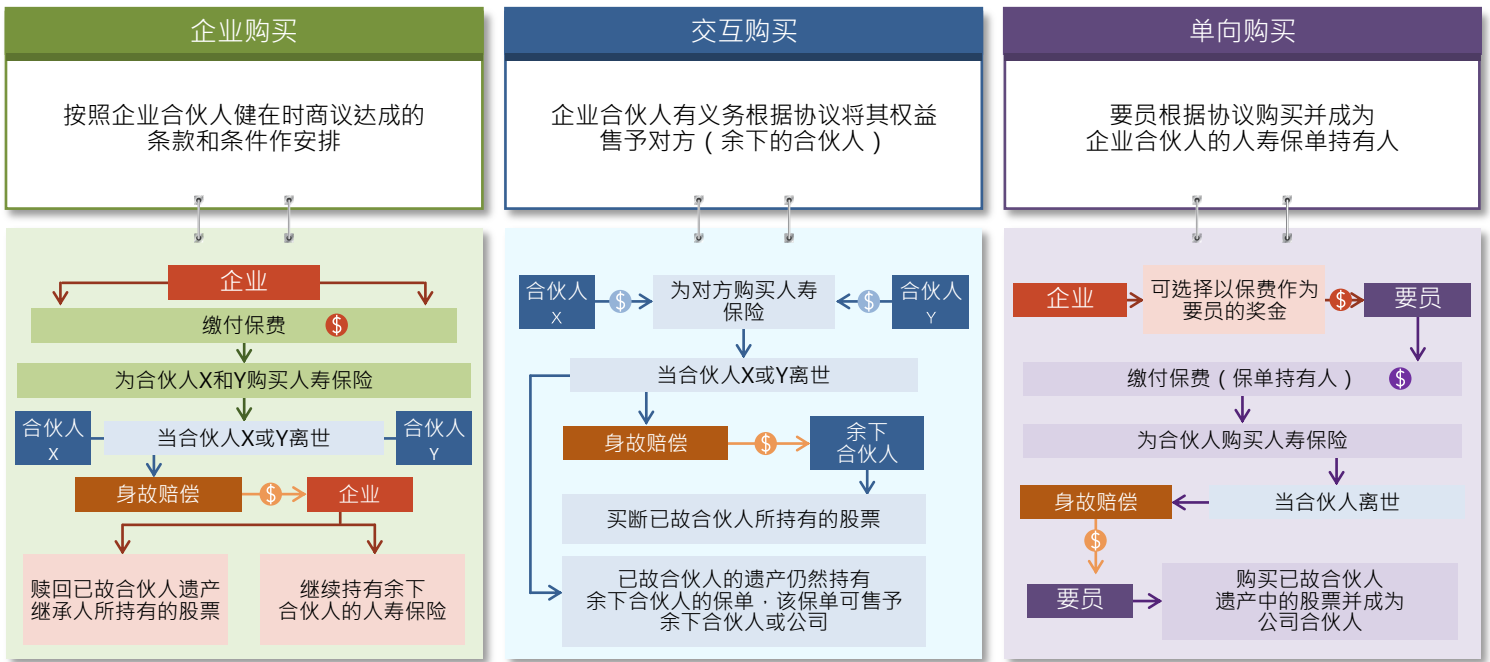 企业购买
按照企业合伙人健在时商议达成的
条款和条件作安排
企业
缴付保费 $
为合伙人X和Y购买人寿保险
合伙人
X
当合伙人X或Y离世
合伙人
Y
身故赔偿 $ 企业
赎回已故合伙人遗产
继承人所持有的股票
继续持有余下
合伙人的人寿保险
交互购买
企业合伙人有义务根据协议将其权益
售予对方（余下的合伙人）
合伙人
X
$
为对方购买人寿
保险
$
合伙人
Y
当合伙人X或Y离世
身故赔偿 $
余下
合伙人
买断已故合伙人所持有的股票
已故合伙人的遗产仍然持有
余下合伙人的保单，该保单可售予
余下合伙人或公司
单向购买
要员根据协议购买并成为
企业合伙人的人寿保单持有人
企业
可选择以保费作为
要员的奖金
$
要员
缴付保费（保单持有人） $
为合伙人购买人寿保险
当合伙人离世
身故赔偿
$
要员
购买已故合伙人
遗产中的股票并成为
公司合伙人